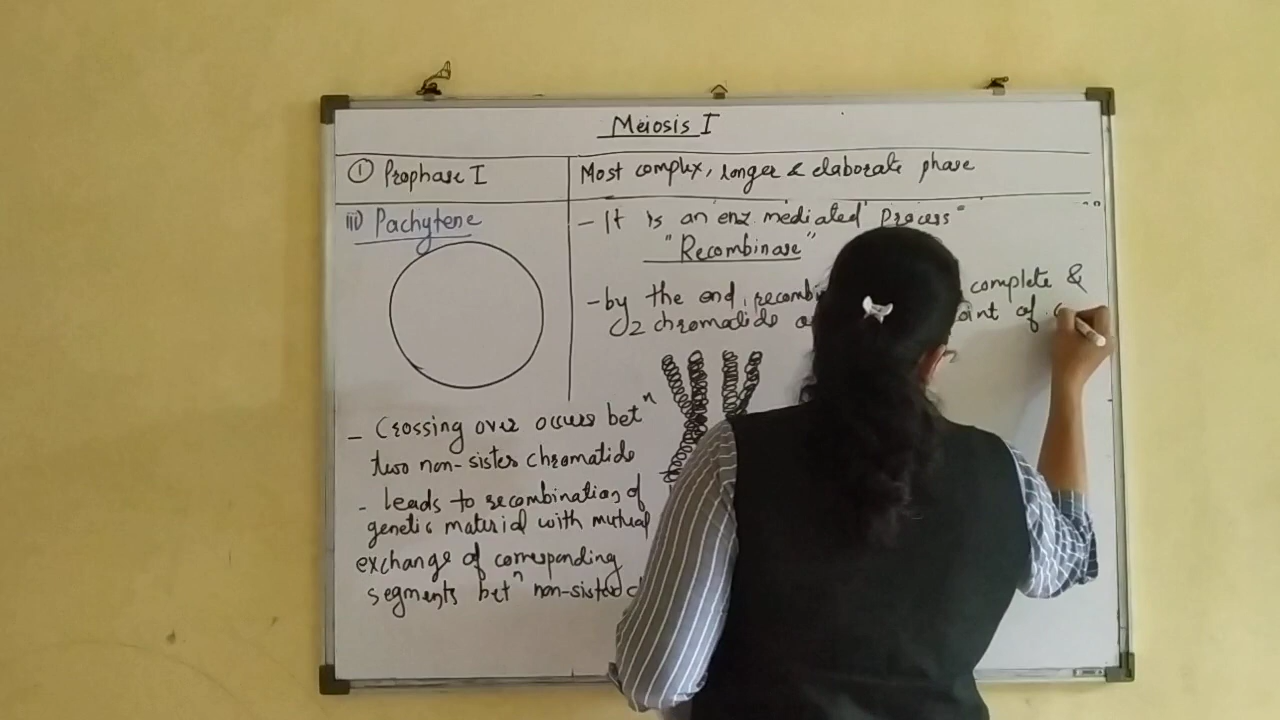 Meiosis I
① Prophase I
Most complex, longer & elaborate phase
iii) Pachytene
- It is an enz mediated process"
"Recombinase"
- by the end, recombi complete &
2 chromatids oint of
- Crossing over occurs betⁿ
two non-sister chromatids
- leads to recombination of
genetic material with mutual
exchange of corresponding
segments betⁿ non-sister c